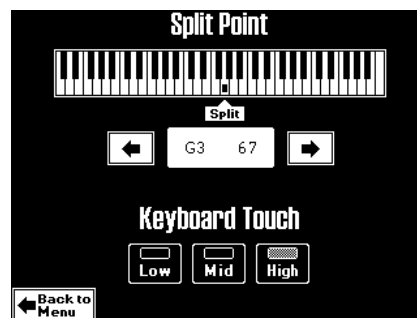 Split Point
Split
G3 67
Keyboard Touch
Low Mid High
Back to
Menu